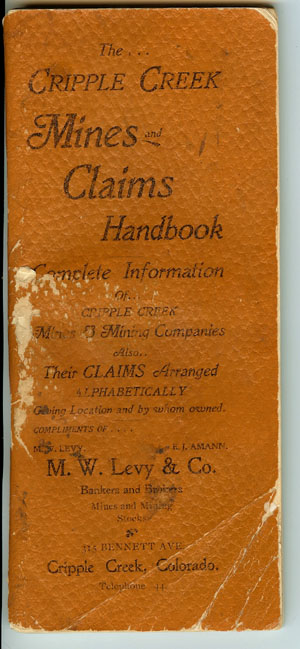 The . . .
CRIPPLE CREEK
Mines and
Claims
Handbook
Complete Information
Of. . .
CRIPPLE CREEK
Mines & Mining Companies
Also. .
Their CLAIMS Arranged
ALPHABETICALLY
Giving Location and by whom owned.
COMPLIMENTS OF . . . .
M. W. LEVY E. J. AMANN.
M. W. Levy & Co.
Bankers and Brokers
Mines and Mining
Stocks
BENNETT AVE.
Cripple Creek, Colorado.
Telephone 44.